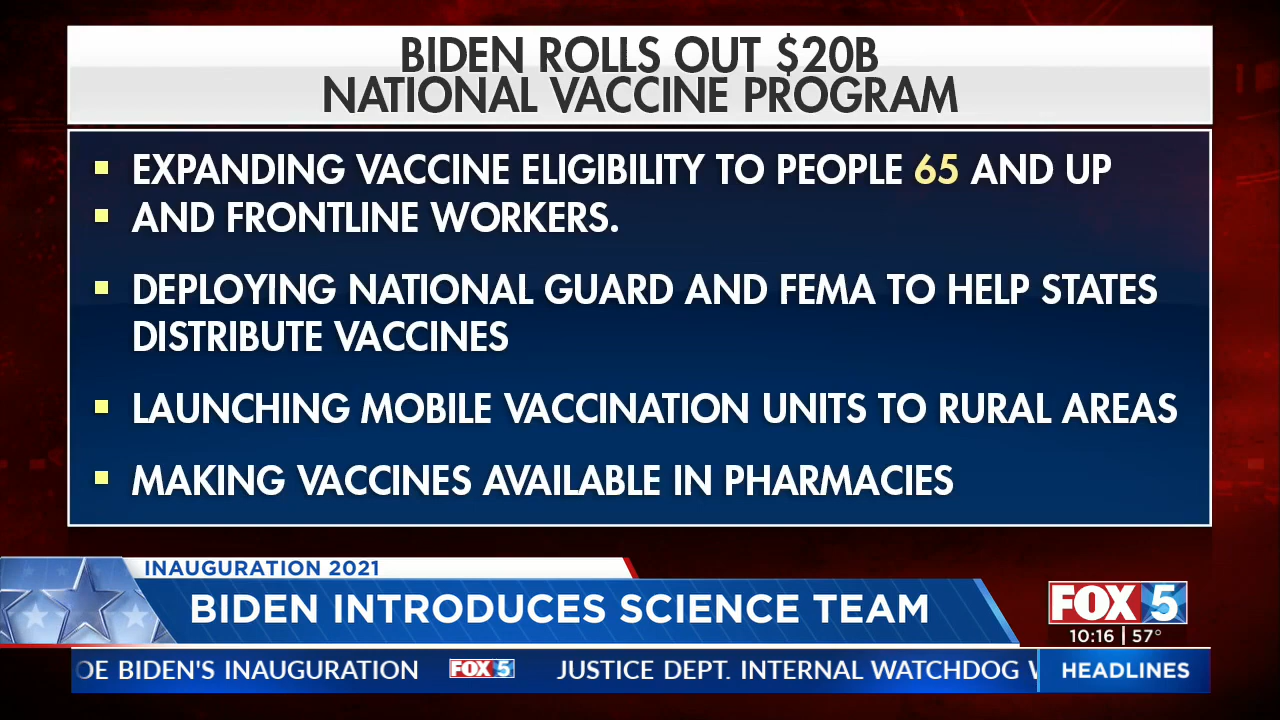 BIDEN ROLLS OUT $20B
NATIONAL VACCINE PROGRAM
▪ EXPANDING VACCINE ELIGIBILITY TO PEOPLE 65 AND UP
▪ AND FRONTLINE WORKERS.
▪ DEPLOYING NATIONAL GUARD AND FEMA TO HELP STATES
DISTRIBUTE VACCINES
▪ LAUNCHING MOBILE VACCINATION UNITS TO RURAL AREAS
▪ MAKING VACCINES AVAILABLE IN PHARMACIES
INAUGURATION 2021
BIDEN INTRODUCES SCIENCE TEAM
FOX 5
10:16 | 57°
OE BIDEN'S INAUGURATION FOX 5 JUSTICE DEPT. INTERNAL WATCHDOG
HEADLINES